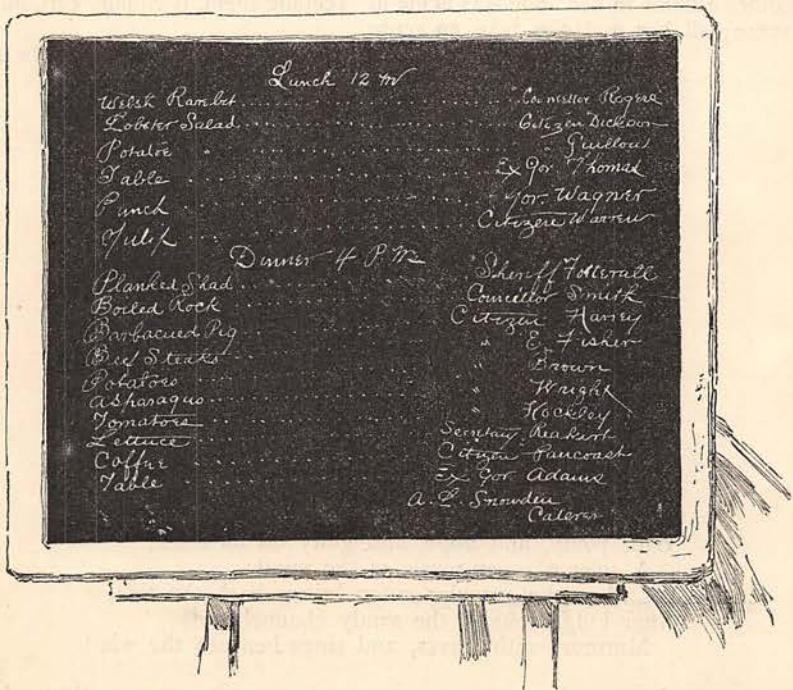 Lunch 12 M
Welsh Rarebit .......... Councillor Rogers
Lobster Salad .......... Citizen Dickson
Potatoe " .......... " Guillou
Table .......... Ex Gov. Thomas
Punch .......... Gov. Wagner
Julip .......... Citizen Warren
Dinner 4 P M
Planked Shad .......... Sheriff Fotterall
Boiled Rock .......... Councillor Smith
Barbacued Pig .......... Citizen Harvey
Beef Steaks .......... " E. Fisher
Potatoes .......... " Brown
Asparagus .......... " Wright
Tomatoes .......... " Hockley
Lettuce .......... Secretary Reakirt
Coffee .......... Citizen Pancoast
Table .......... Ex Gov Adams
A. L. Snowden
Caterer